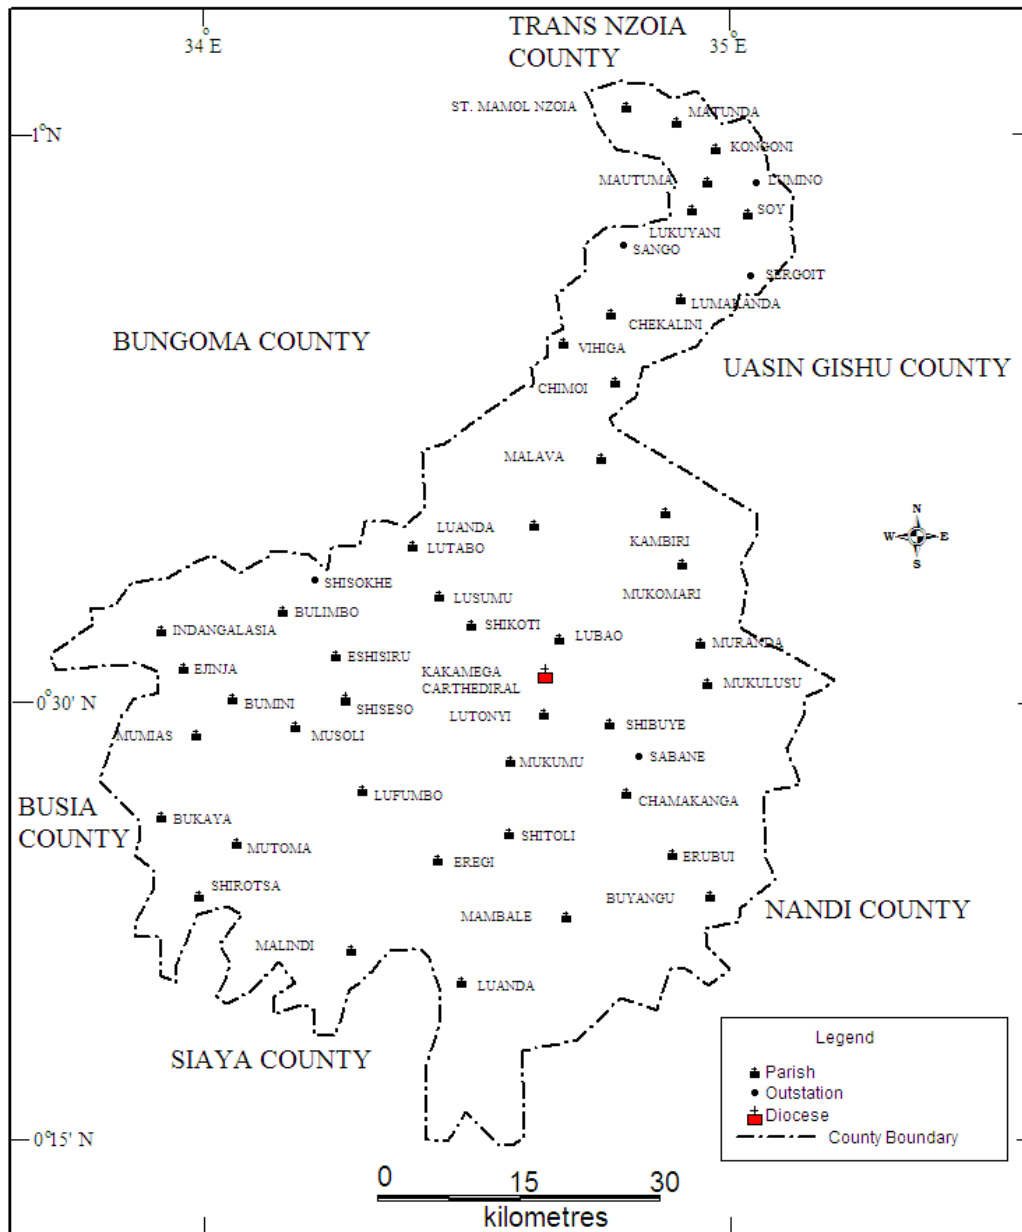 34°E
TRANS NZOIA
COUNTY
35°E
ST. MAMOL NZOIA
MATUNDA
1°N
KONGONI
MAUTUMA
LUMINO
SOY
LUKUYANI
SANGO
SERGOIT
LUMAKANDA
CHEKALINI
BUNGOMA COUNTY
VIHIGA
UASIN GISHU COUNTY
CHIMOI
MALAVA
LUANDA
KAMBIRI
LUTABO
N
W E
S
SHISOKHE
MUKOMARI
LUSUMU
BULIMBO
SHIKOTI
INDANGALASIA
LUBAO
MURANDA
ESHISIRU
EJINJA
KAKAMEGA
CARTHEDIRAL
MUKULUSU
0°30' N
BUMINI
SHISESO
LUTONYI
SHIBUYE
MUMIAS
MUSOLI
SABANE
MUKUMU
LUFUMBO
CHAMAKANGA
BUSIA
COUNTY
BUKAYA
SHITOLI
MUTOMA
EREGI
ERUBUI
SHIROTSA
BUYANGU
NANDI COUNTY
MAMBALE
MALINDI
LUANDA
SIAYA COUNTY
Legend
Parish
Outstation
Diocese
County Boundary
0°15' N
0 15 30
kilometres